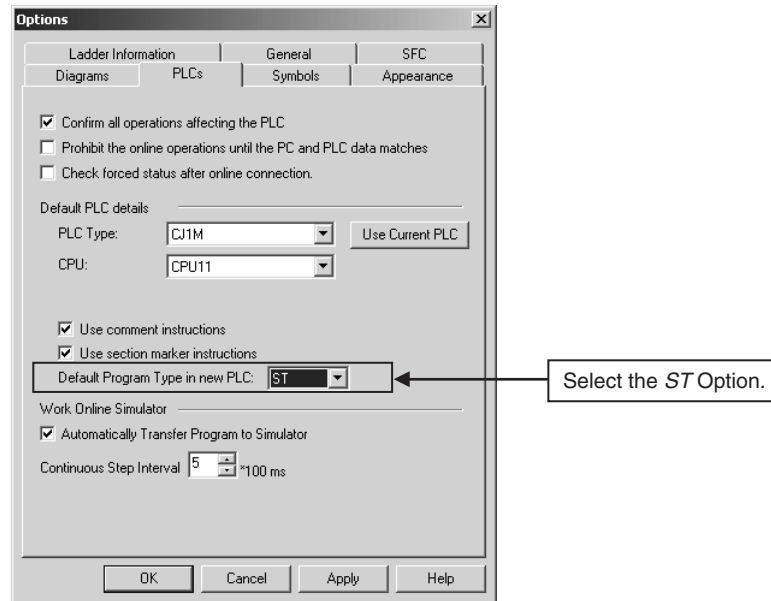 Options
Ladder Information General SFC
Diagrams PLCs Symbols Appearance
Confirm all operations affecting the PLC
Prohibit the online operations until the PC and PLC data matches
Check forced status after online connection.
Default PLC details
PLC Type: CJ1M Use Current PLC
CPU: CPU11
Use comment instructions
Use section marker instructions
Default Program Type in new PLC: ST
Select the ST Option.
Work Online Simulator
Automatically Transfer Program to Simulator
Continuous Step Interval 5 *100 ms
OK Cancel Apply Help